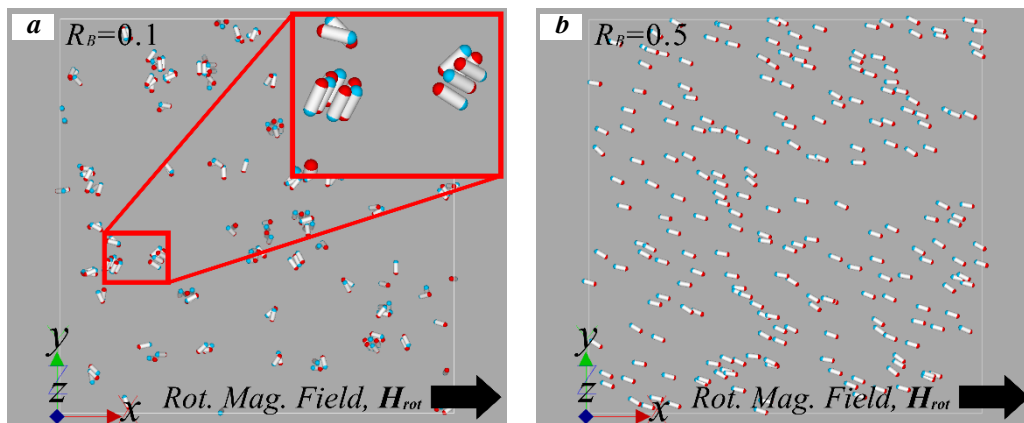 a
R_B=0.1
y
z
x
Rot. Mag. Field, H_rot
b
R_B=0.5
y
z
x
Rot. Mag. Field, H_rot